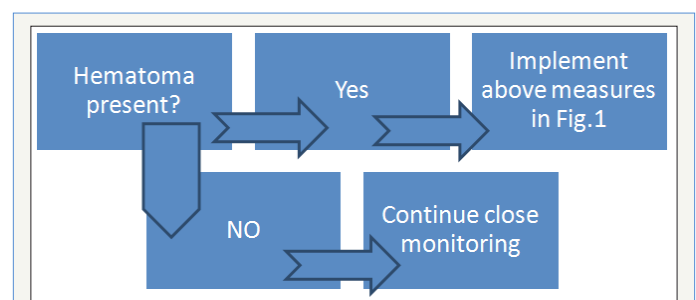 Hematoma
present?
Yes
Implement
above measures
in Fig.1
NO
Continue close
monitoring